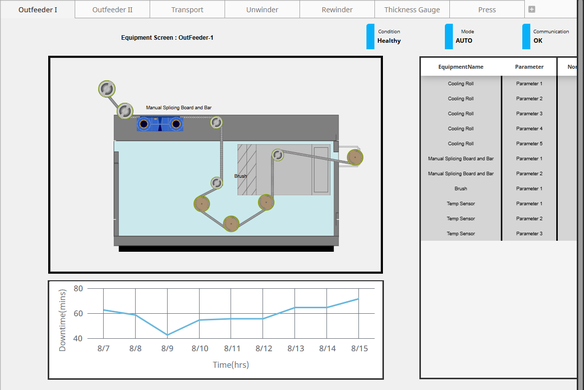 Outfeeder I
Outfeeder II
Transport
Unwinder
Rewinder
Thickness Gauge
Press
Equipment Screen : OutFeeder-1
Condition
Healthy
Mode
AUTO
Communication
OK
Manual Splicing Board and Bar
Brush
EquipmentName Parameter No
Cooling Roll Parameter 1
Cooling Roll Parameter 2
Cooling Roll Parameter 3
Cooling Roll Parameter 4
Cooling Roll Parameter 5
Manual Splicing Board and Bar Parameter 1
Manual Splicing Board and Bar Parameter 2
Brush Parameter 1
Temp Sensor Parameter 1
Temp Sensor Parameter 2
Temp Sensor Parameter 3
Downtime(mins)
80
60
40
8/7 8/8 8/9 8/10 8/11 8/12 8/13 8/14 8/15
Time(hrs)